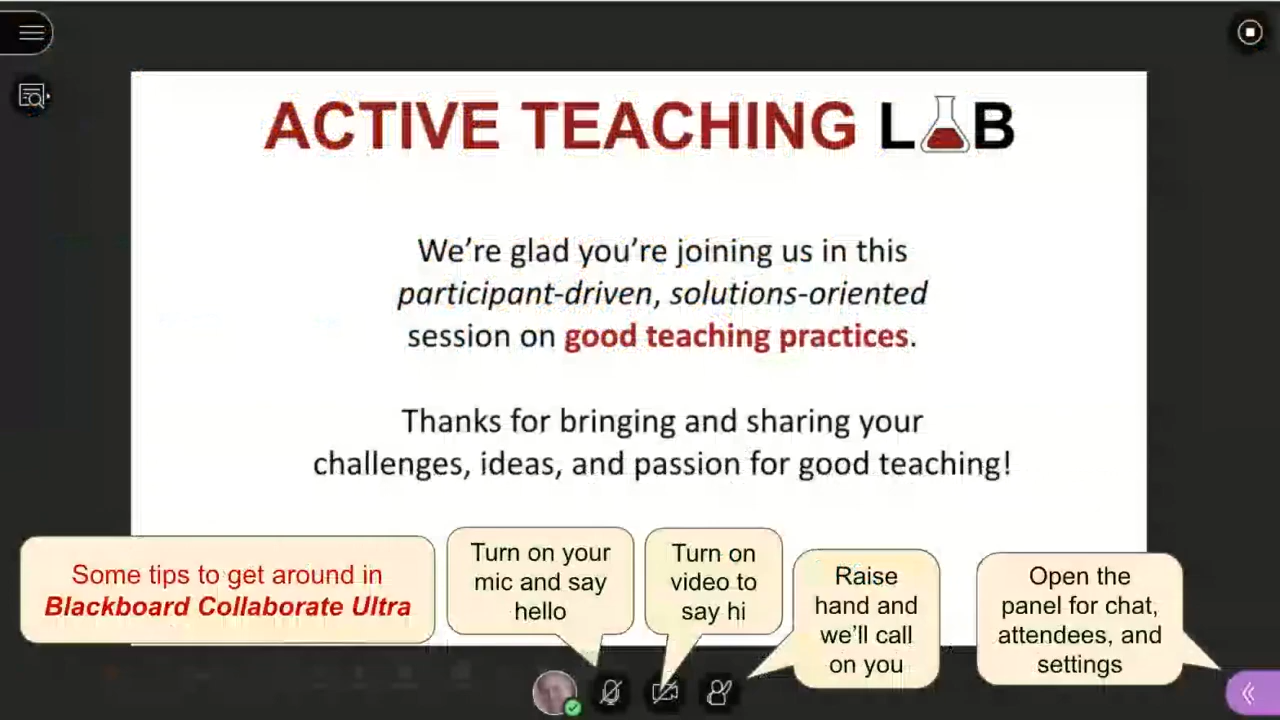 ACTIVE TEACHING LAB
We're glad you're joining us in this
participant-driven, solutions-oriented
session on good teaching practices.
Thanks for bringing and sharing your
challenges, ideas, and passion for good teaching!
Some tips to get around in
Blackboard Collaborate Ultra
Turn on your
mic and say
hello
Turn on
video to
say hi
Raise
hand and
we'll call
on you
Open the
panel for chat,
attendees, and
settings